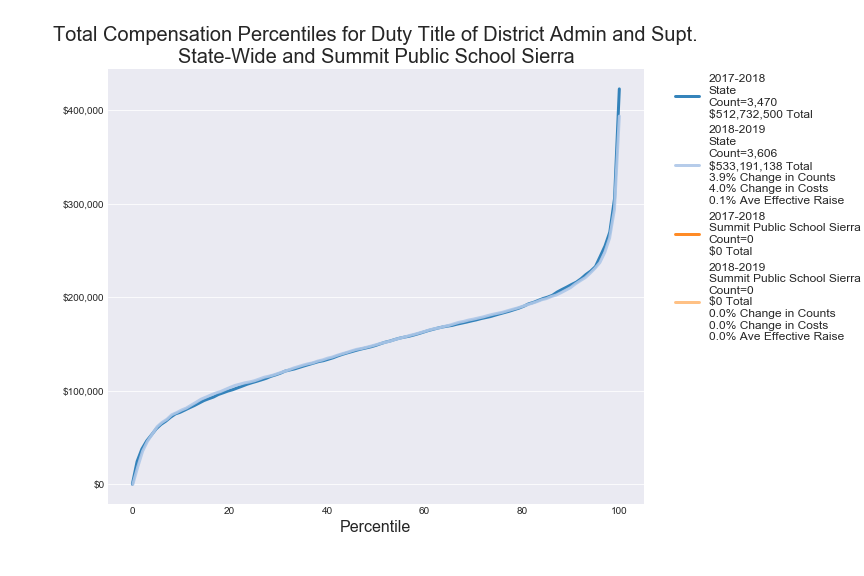 Total Compensation Percentiles for Duty Title of District Admin and Supt.
State-Wide and Summit Public School Sierra
$400,000
$300,000
$200,000
$100,000
$0
0
20
40
60
80
100
Percentile
2017-2018
State
Count=3,470
$512,732,500 Total
2018-2019
State
Count=3,606
$533,191,138 Total
3.9% Change in Counts
4.0% Change in Costs
0.1% Ave Effective Raise
2017-2018
Summit Public School Sierra
Count=0
$0 Total
2018-2019
Summit Public School Sierra
Count=0
$0 Total
0.0% Change in Counts
0.0% Change in Costs
0.0% Ave Effective Raise